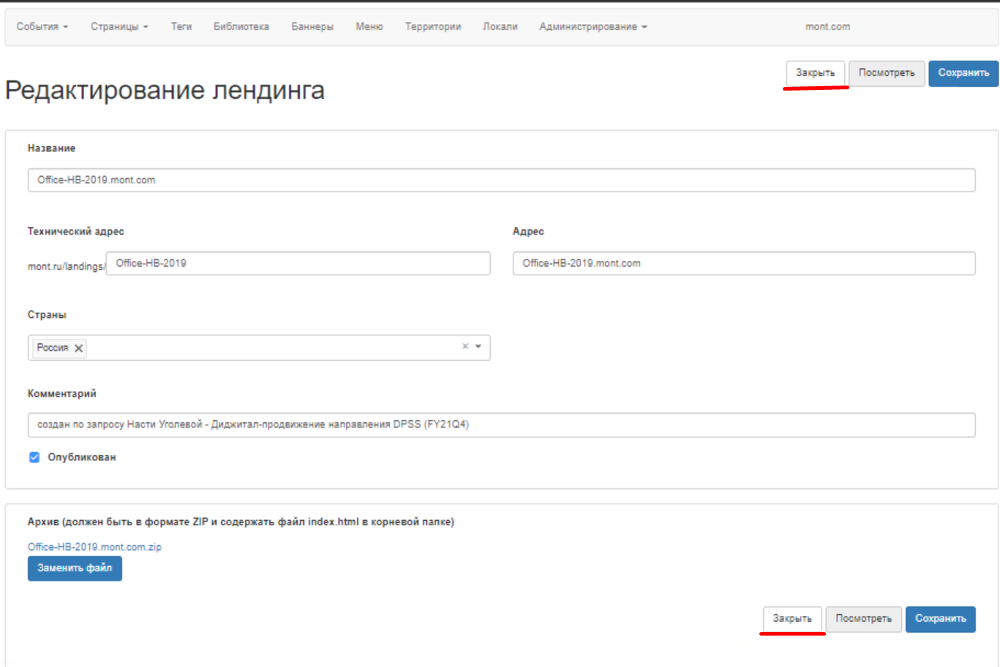 События Страницы Теги Библиотека Баннеры Меню Территории Локали Администрирование mont.com
Закрыть Посмотреть Сохранить
Редактирование лендинга
Название
Office-HB-2019.mont.com
Технический адрес Адрес
mont.ru/landings/ Office-HB-2019 Office-HB-2019.mont.com
Страны
Россия
Комментарий
создан по запросу Насти Уголевой - Диджитал-продвижение направления DPSS (FY21Q4)
Опубликован
Архив (должен быть в формате ZIP и содержать файл index.html в корневой папке)
Office-HB-2019.mont.com.zip
Заменить файл
Закрыть Посмотреть Сохранить